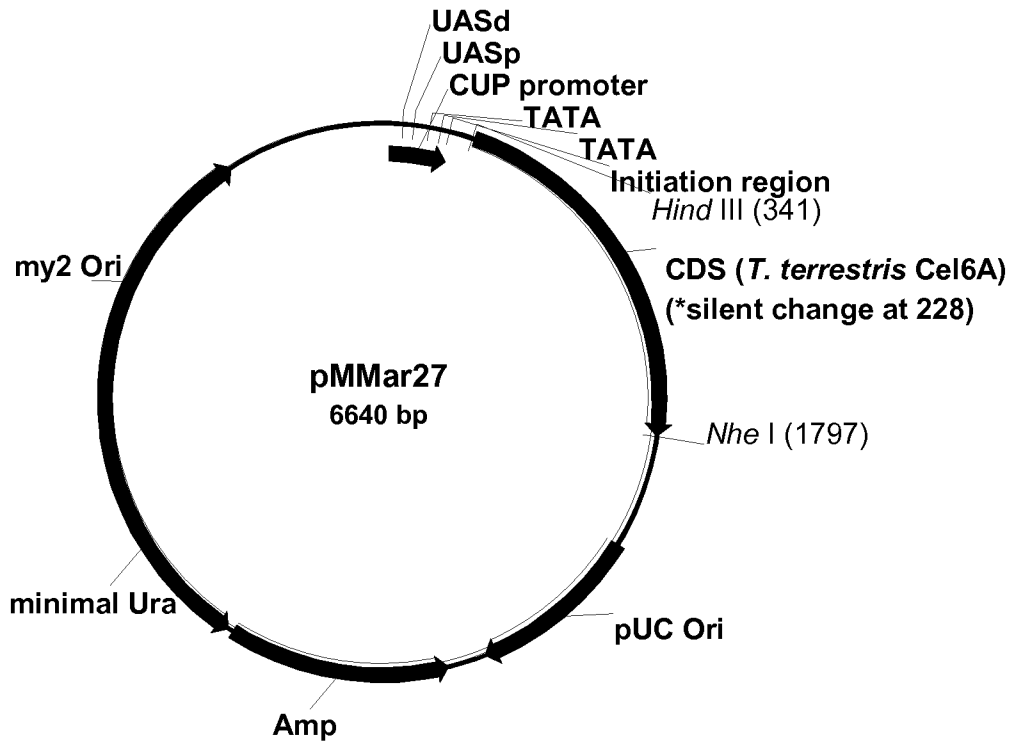 UASd
UASp
CUP promoter
TATA
TATA
Initiation region
Hind III (341)
my2 Ori
CDS (T. terrestris Cel6A)
(*silent change at 228)
pMMar27
6640 bp
Nhe I (1797)
minimal Ura
pUC Ori
Amp